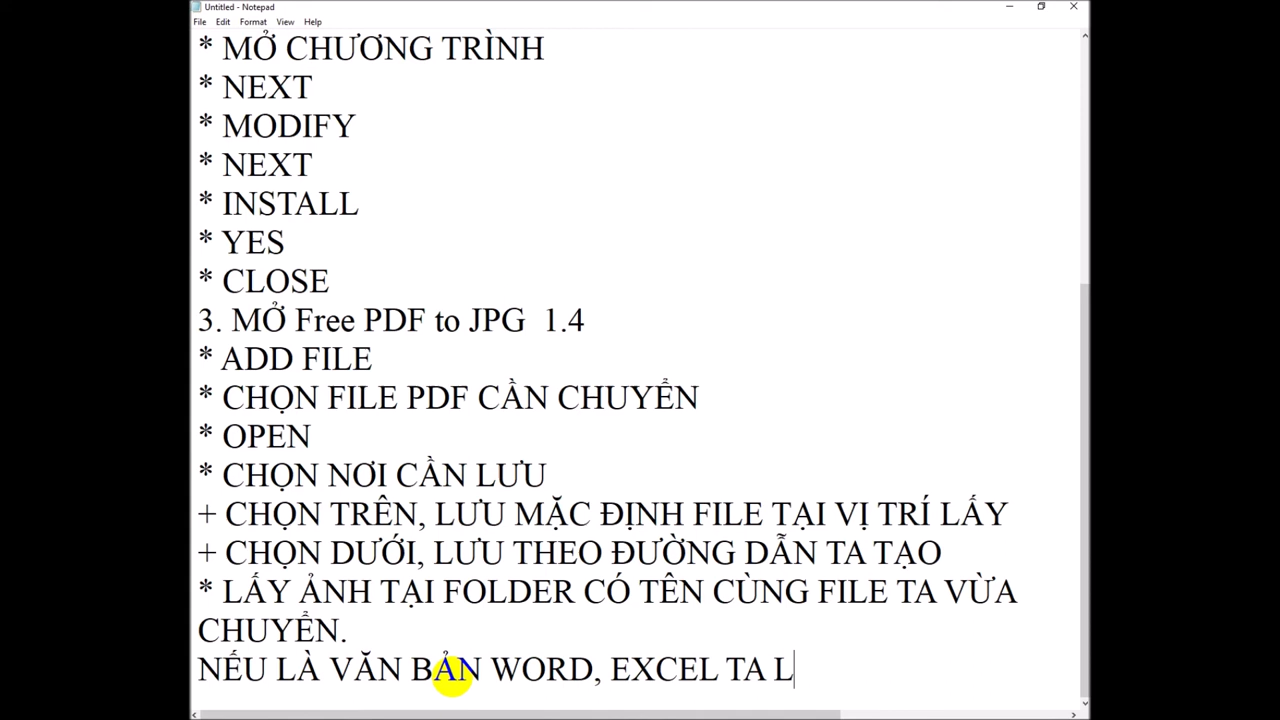 Untitled - Notepad
File Edit Format View Help
* MỞ CHƯƠNG TRÌNH
* NEXT
* MODIFY
* NEXT
* INSTALL
* YES
* CLOSE
3. MỞ Free PDF to JPG  1.4
* ADD FILE
* CHỌN FILE PDF CẦN CHUYỂN
* OPEN
* CHỌN NƠI CẦN LƯU
+ CHỌN TRÊN, LƯU MẶC ĐỊNH FILE TẠI VỊ TRÍ LẤY
+ CHỌN DƯỚI, LƯU THEO ĐƯỜNG DẪN TA TẠO
* LẤY ẢNH TẠI FOLDER CÓ TÊN CÙNG FILE TA VỪA
CHUYỂN.
NẾU LÀ VĂN BẢN WORD, EXCEL TA L